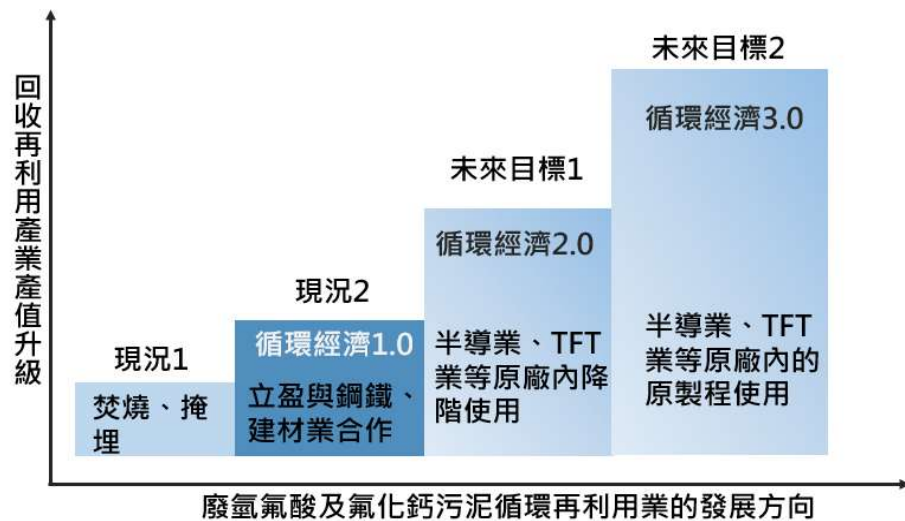 回收再利用產業產值升級
現況1
焚燒、掩
埋
現況2
循環經濟1.0
立盈與鋼鐵、
建材業合作
未來目標1
循環經濟2.0
半導業、TFT
業等原廠內降
階使用
未來目標2
循環經濟3.0
半導業、TFT
業等原廠內的
原製程使用
廢氫氟酸及氟化鈣污泥循環再利用業的發展方向